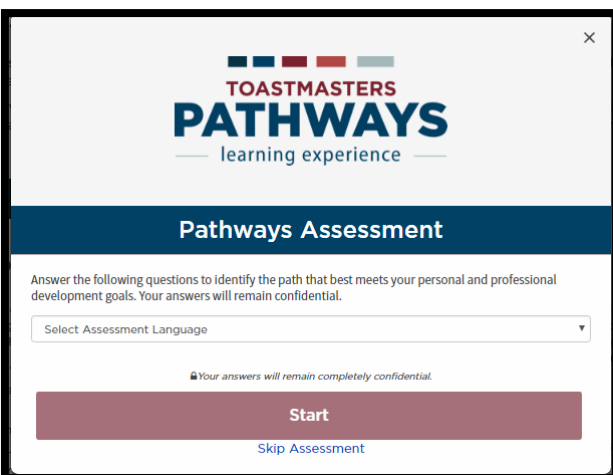 ×
TOASTMASTERS
PATHWAYS
learning experience
Pathways Assessment
Answer the following questions to identify the path that best meets your personal and professional
development goals. Your answers will remain confidential.
Select Assessment Language
Your answers will remain completely confidential.
Start
Skip Assessment